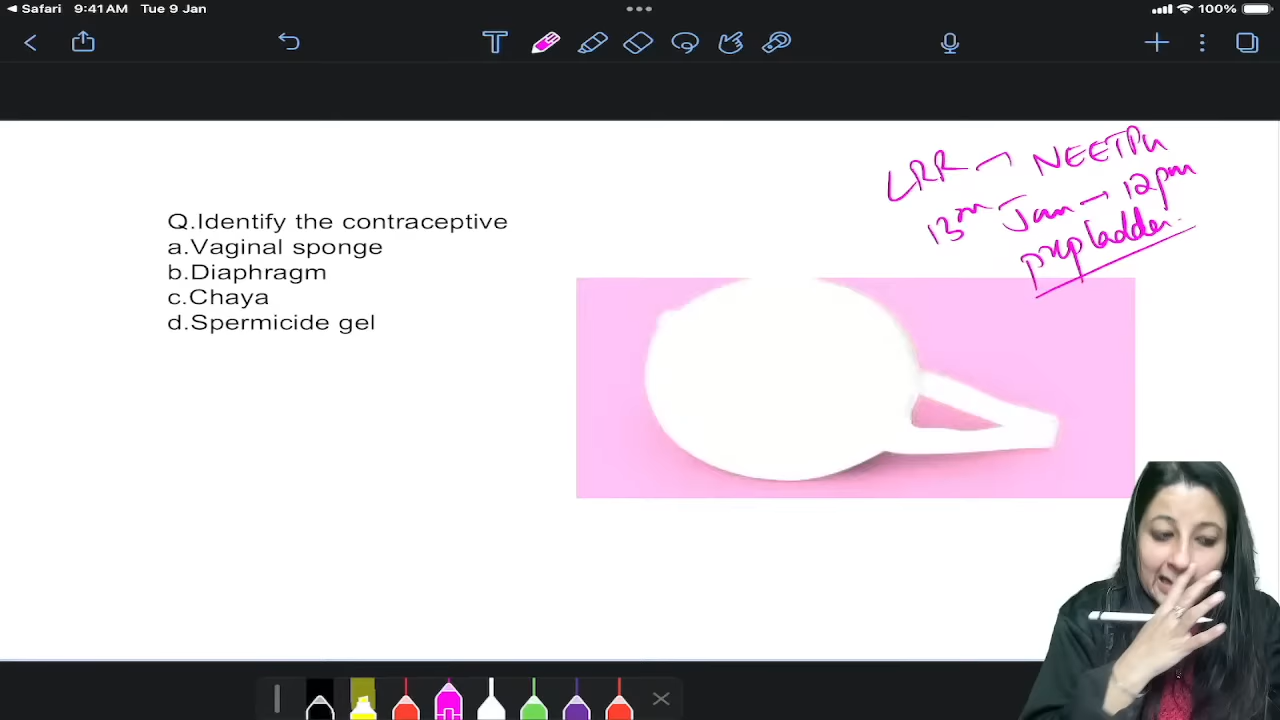 Safari 9:41 AM Tue 9 Jan
100%
LRR → NEETPG
13th Jan → 12pm
prepladder.
Q.Identify the contraceptive
a.Vaginal sponge
b.Diaphragm
c.Chaya
d.Spermicide gel